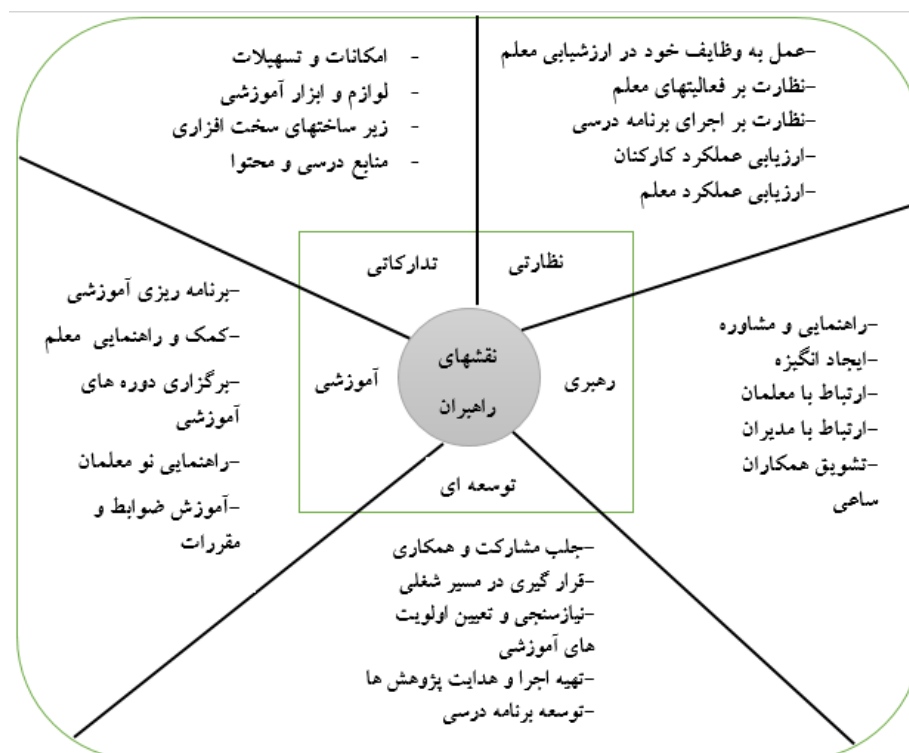 -عمل به وظایف خود در ارزشیابی معلم
-نظارت بر فعالیتهای معلم
-نظارت بر اجرای برنامه درسی
-ارزیابی عملکرد کارکنان
-ارزیابی عملکرد معلم
- امکانات و تسهیلات
- لوازم و ابزار آموزشی
- زیر ساختهای سخت افزاری
- منابع درسی و محتوا
نظارتی
تدارکاتی
رهبری
نقشهای
راهبران
آموزشی
توسعه ای
-راهنمایی و مشاوره
-ایجاد انگیزه
-ارتباط با معلمان
-ارتباط با مدیران
-تشویق همکاران
ساعی
-برنامه ریزی آموزشی
-کمک و راهنمایی معلم
-برگزاری دوره های
آموزشی
-راهنمایی نو معلمان
-آموزش ضوابط و
مقررات
-جلب مشارکت و همکاری
-قرار گیری در مسیر شغلی
-نیازسنجی و تعیین اولویت
های آموزشی
-تهیه اجرا و هدایت پژوهش ها
-توسعه برنامه درسی